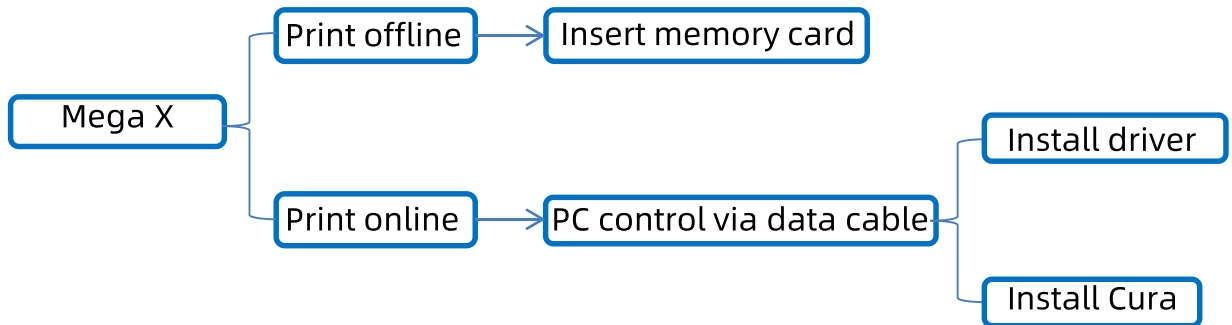 Print offline
Insert memory card
Mega X
Install driver
Print online
PC control via data cable
Install Cura